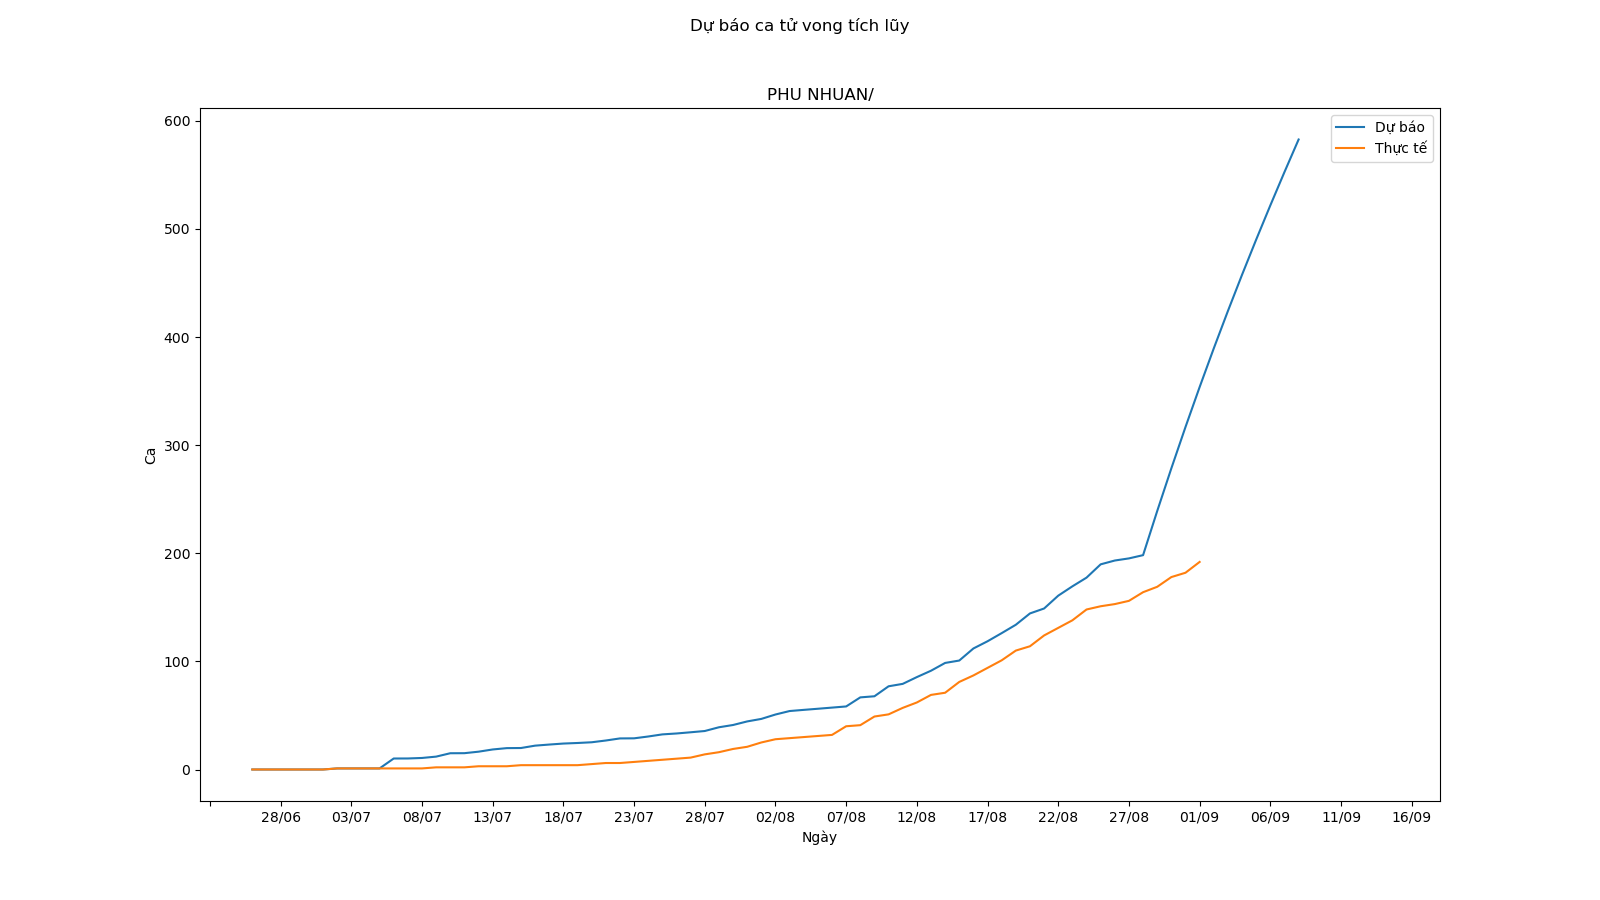 Dự báo ca tử vong tích lũy
PHU NHUAN/
Dự báo
Thực tế
600
500
400
300
200
100
0
Ca
28/06 03/07 08/07 13/07 18/07 23/07 28/07 02/08 07/08 12/08 17/08 22/08 27/08 01/09 06/09 11/09 16/09
Ngày